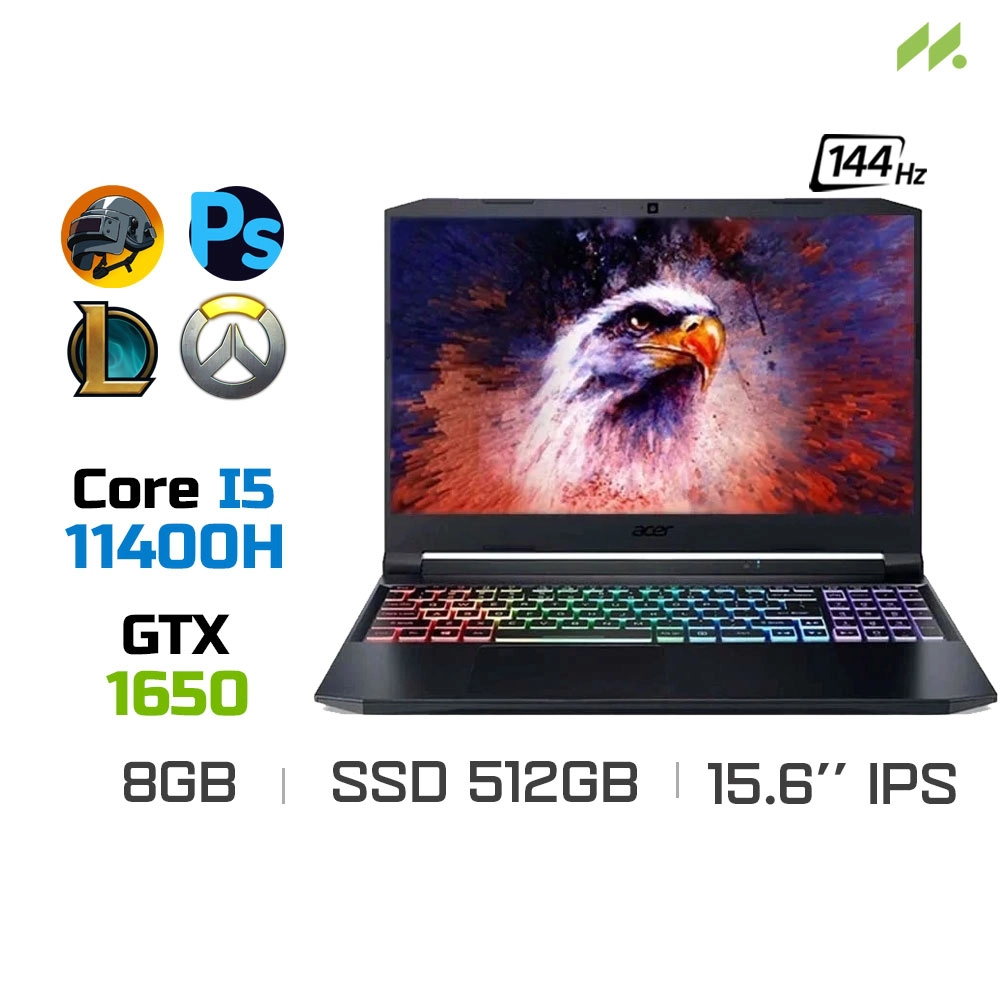 144Hz
Ps
L
acer
Core I5
11400H
GTX
1650
8GB | SSD 512GB | 15.6’’ IPS